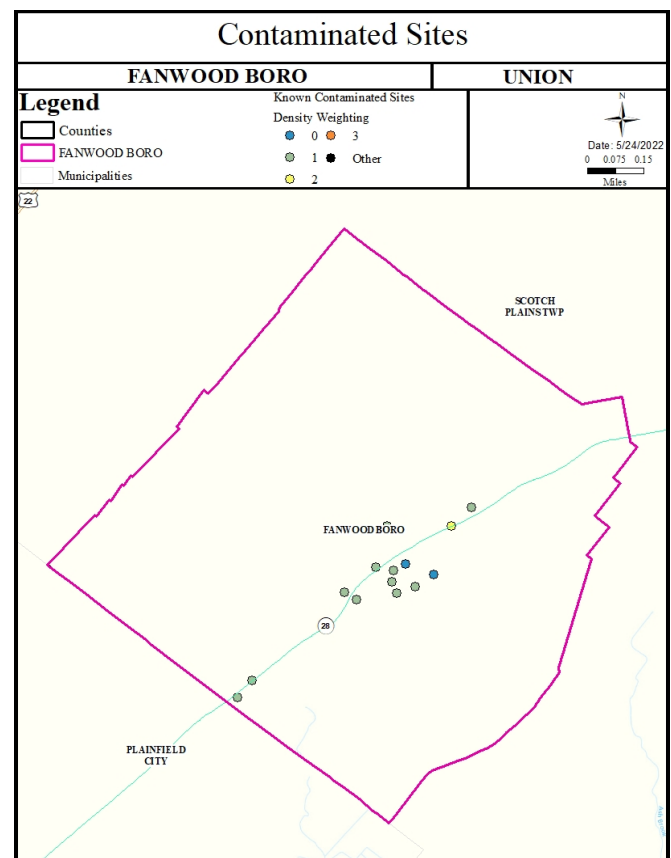 Contaminated Sites
FANWOOD BORO
UNION
Legend
Counties
FANWOOD BORO
Municipalities
Known Contaminated Sites
Density Weighting
0 3
1 Other
2
N
Date: 5/24/2022
0 0.075 0.15
Miles
22
SCOTCH
PLAINS TWP
FANWOOD BORO
28
PLAINFIELD
CITY